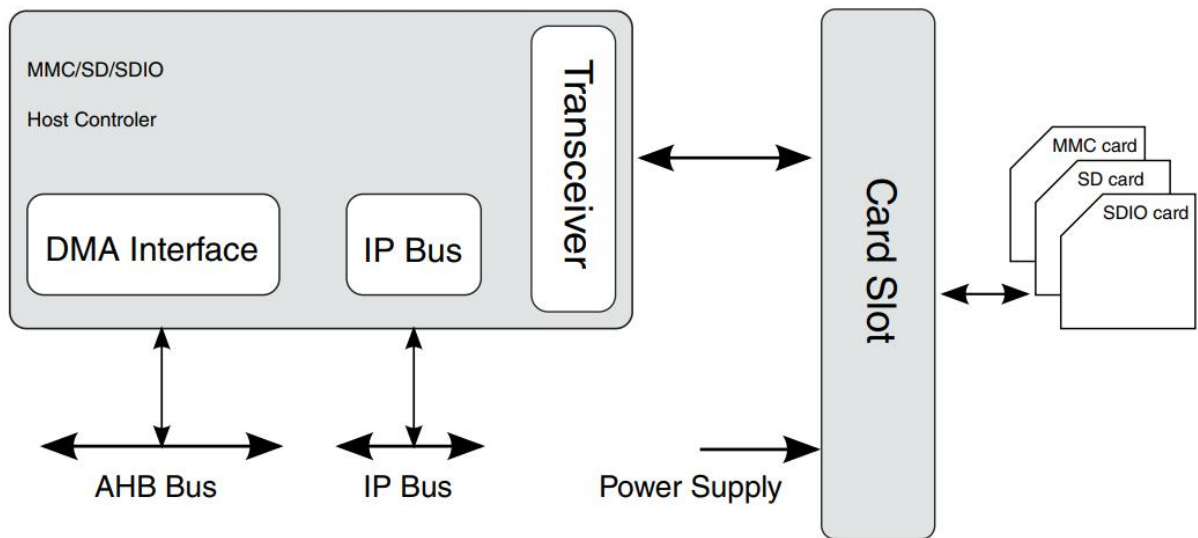 MMC/SD/SDIO
Host Controler
Transceiver
DMA Interface
IP Bus
Card Slot
MMC card
SD card
SDIO card
AHB Bus
IP Bus
Power Supply